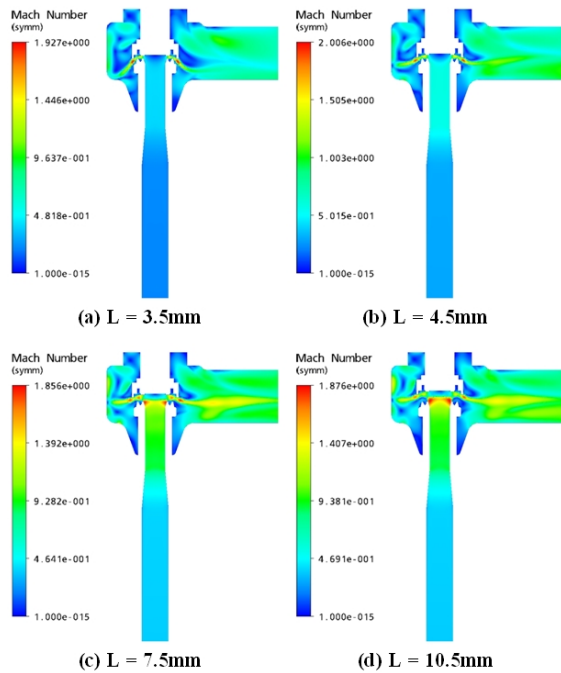 Mach Number
(symm)
1.927e+000
1.446e+000
9.637e-001
4.818e-001
1.000e-015
(a) L = 3.5mm
Mach Number
(symm)
2.006e+000
1.505e+000
1.003e+000
5.015e-001
1.000e-015
(b) L = 4.5mm
Mach Number
(symm)
1.856e+000
1.392e+000
9.282e-001
4.641e-001
1.000e-015
(c) L = 7.5mm
Mach Number
(symm)
1.876e+000
1.407e+000
9.381e-001
4.691e-001
1.000e-015
(d) L = 10.5mm